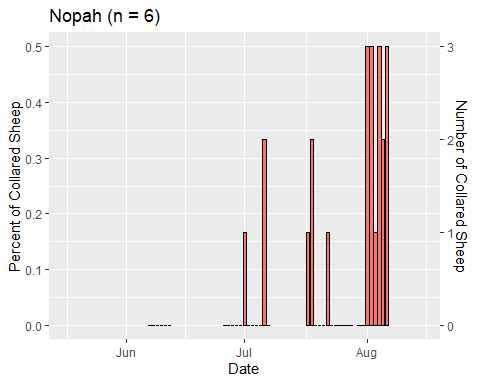 Nopah (n = 6)
Percent of Collared Sheep
0.5
0.4
0.3
0.2
0.1
0.0
3
2
1
0
Number of Collared Sheep
Jun Jul Aug
Date